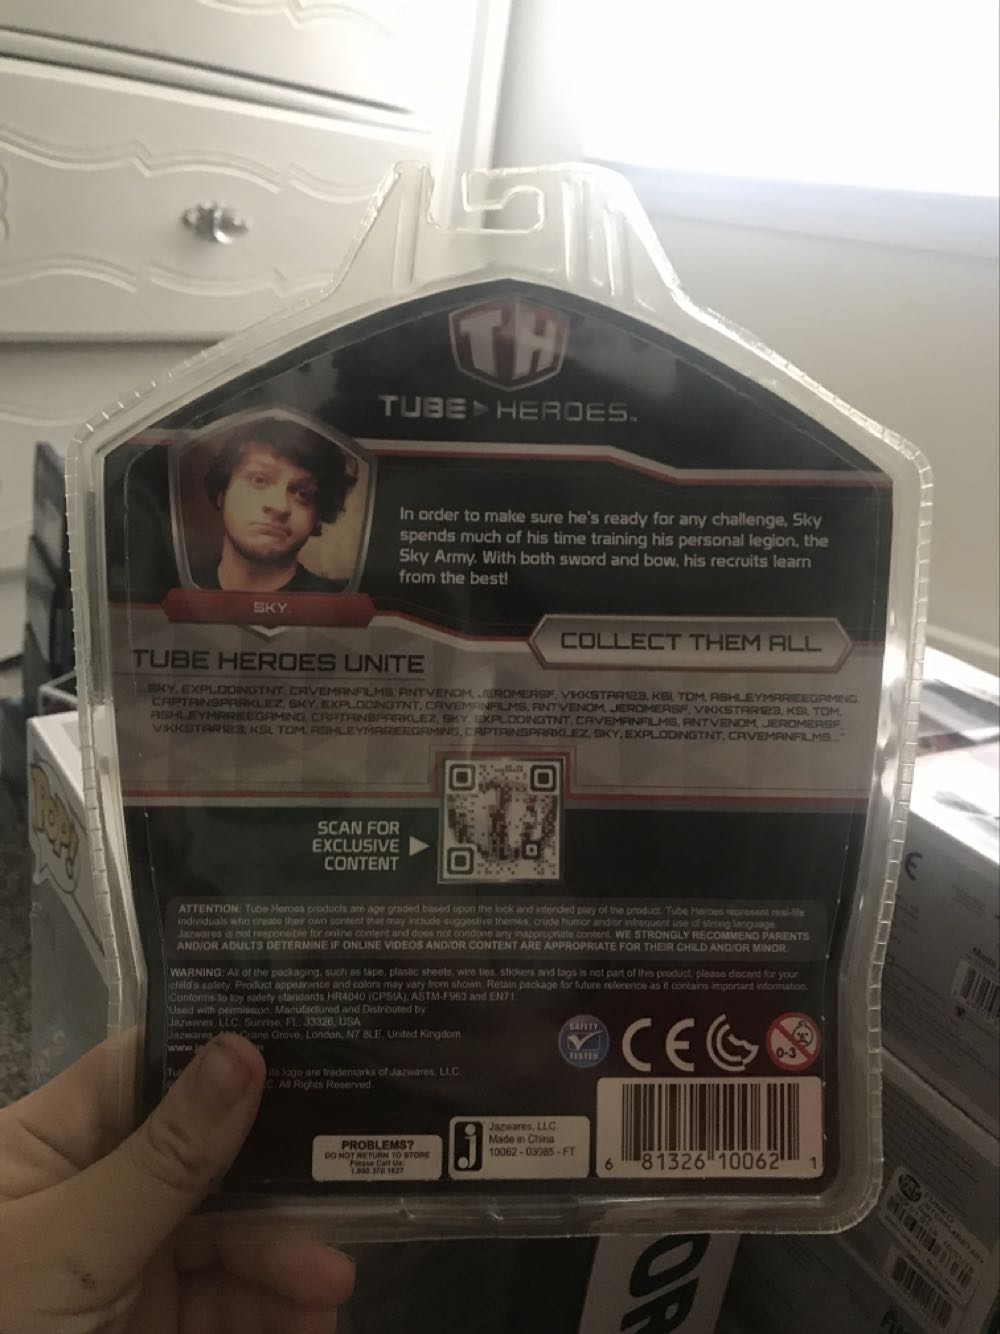 TH
TUBE HEROES™
In order to make sure he's ready for any challenge, Sky
spends much of his time training his personal legion, the
Sky Army. With both sword and bow, his recruits learn
from the best!
SKY
COLLECT THEM ALL
TUBE HEROES UNITE
...SKY, EXPLODINGTNT, CAVEMANFILMS, ANTVENOM, JEROMEASF, VIKKSTAR123, KSI, TDM, ASHLEYMARIEEGAMING,
CAPTAINSPARKLEZ, SKY, EXPLODINGTNT, CAVEMANFILMS, ANTVENOM, JEROMEASF, VIKKSTAR123, KSI, TDM,
ASHLEYMARIEEGAMING, CAPTAINSPARKLEZ, SKY, EXPLODINGTNT, CAVEMANFILMS, ANTVENOM, JEROMEASF,
VIKKSTAR123, KSI, TDM, ASHLEYMARIEEGAMING, CAPTAINSPARKLEZ, SKY, EXPLODINGTNT, CAVEMANFILMS...
SCAN FOR
EXCLUSIVE
CONTENT
ATTENTION: Tube Heroes products are age graded based upon the look and intended play of the product. Tube Heroes represent real-life
individuals who create their own content that may include suggestive themes, crude humor and/or infrequent use of strong language.
Jazwares is not responsible for online content and does not condone any inappropriate content. WE STRONGLY RECOMMEND PARENTS
AND/OR ADULTS DETERMINE IF ONLINE VIDEOS AND/OR CONTENT ARE APPROPRIATE FOR THEIR CHILD AND/OR MINOR.
WARNING: All of the packaging, such as tape, plastic sheets, wire ties, stickers and tags is not part of this product, please discard for your
child's safety. Product appearance and colors may vary from shown. Retain package for future reference as it contains important information.
Conforms to toy safety standards HR4040 (CPSIA), ASTM-F963 and EN71.
Used with permission. Manufactured and Distributed by:
Jazwares, LLC. Sunrise, FL. 33326, USA
Jazwares, Crane Grove, London, N7 8LE, United Kingdom
logo are trademarks of Jazwares, LLC.
All Rights Reserved
SAFETY
TESTED
CE
0-3
PROBLEMS?
DO NOT RETURN TO STORE
Please Call Us:
j
Jazwares, LLC
Made in China
10062 - 03085 - FT
6 81326 10062 1
POP!
OR